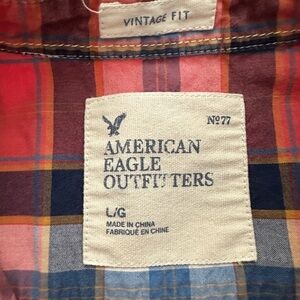 VINTAGE FIT
Nº77
AMERICAN
EAGLE
OUTFITTERS
L/G
MADE IN CHINA
FABRIQUÉ EN CHINE